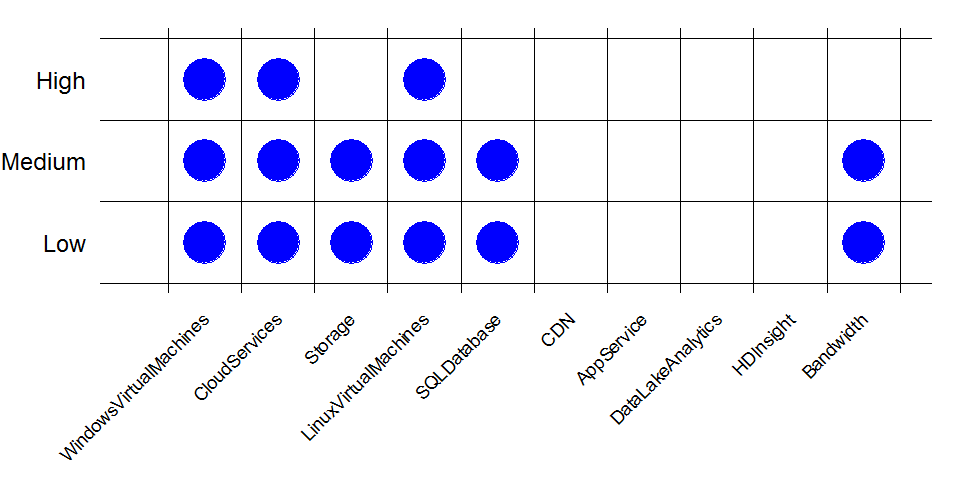 High
Medium
Low
WindowsVirtualMachines
CloudServices
Storage
LinuxVirtualMachines
SQLDatabase
CDN
AppService
DataLakeAnalytics
HDInsight
Bandwidth